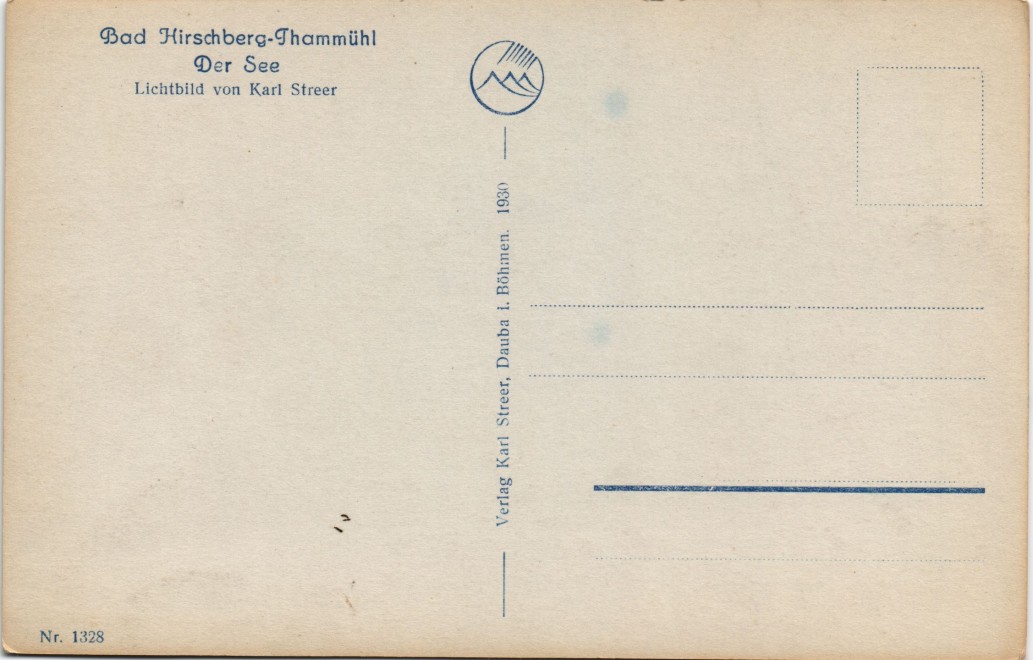 Bad Hirschberg-Thammühl
Der See
Lichtbild von Karl Streer
Verlag Karl Streer, Dauba i. Böhmen. 1930
Nr. 1328